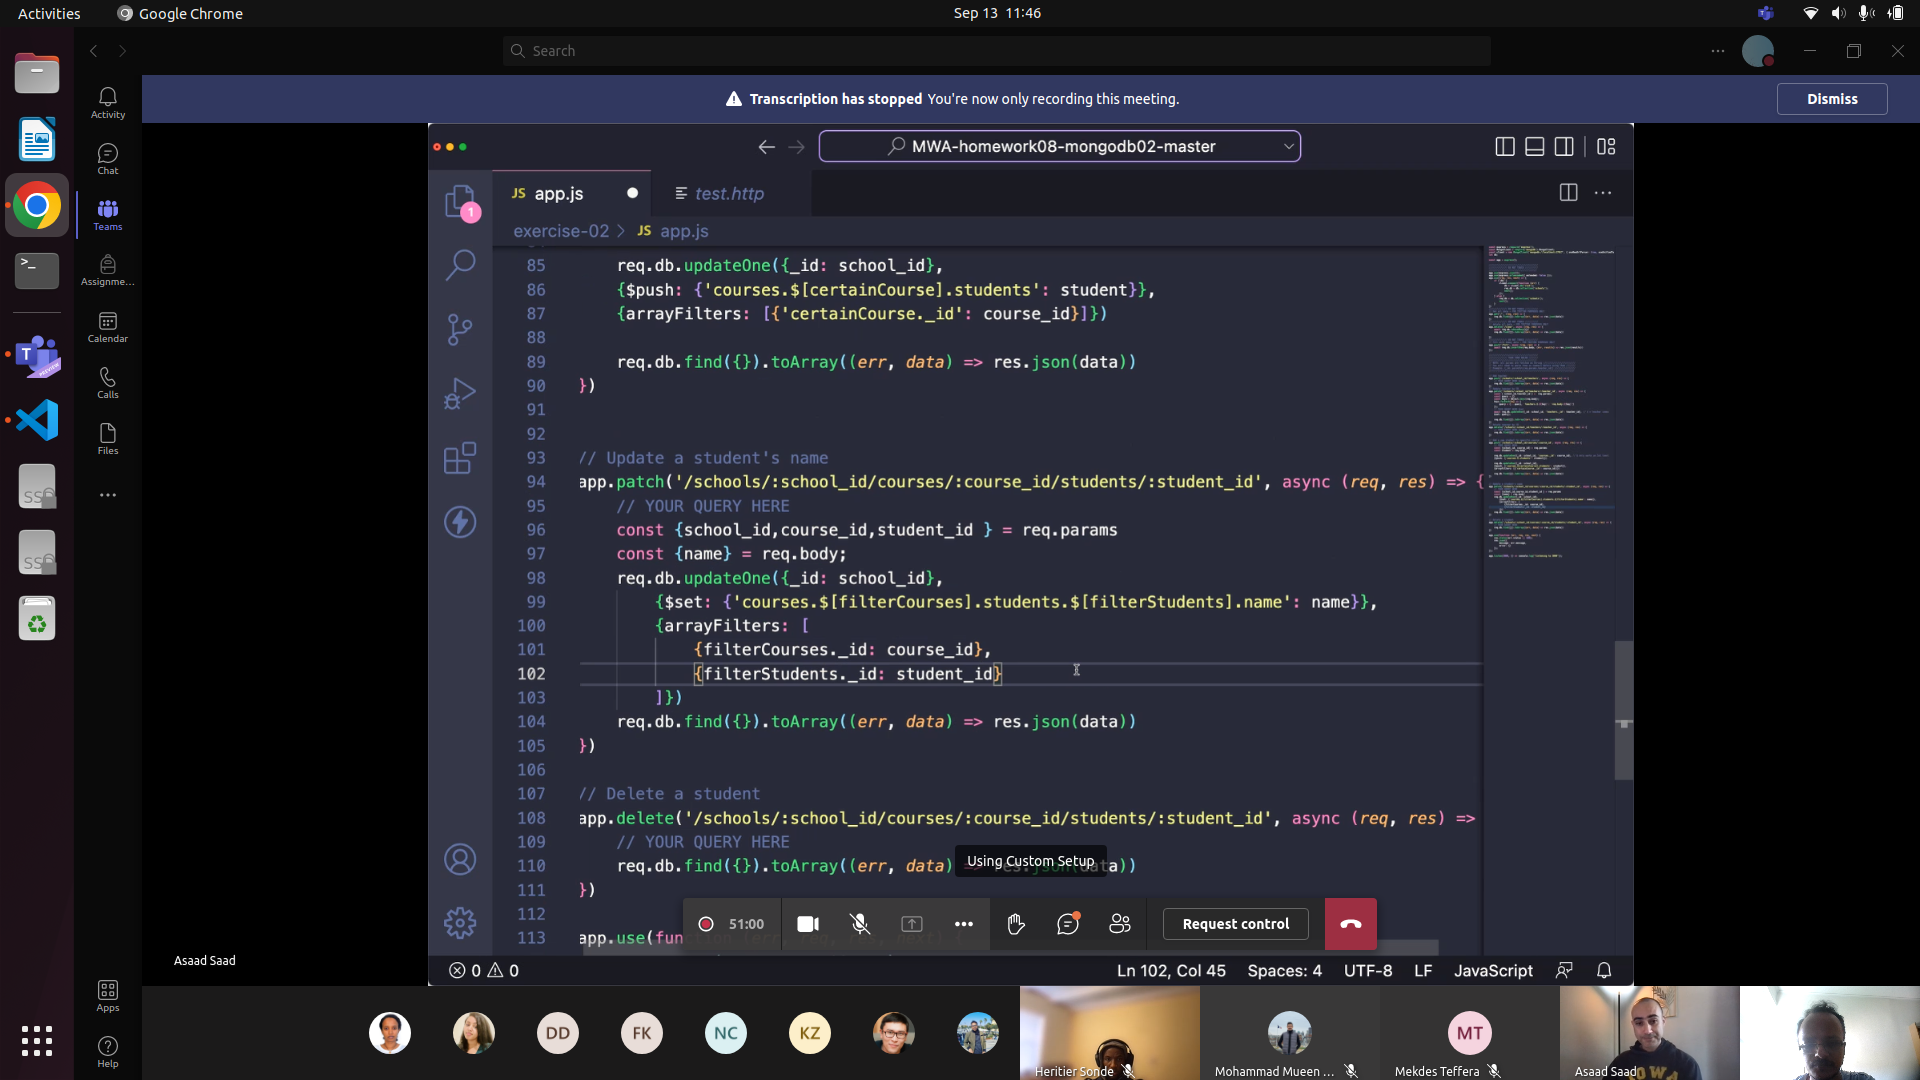 Activities
Google Chrome
Sep 13 11:46
Search
Activity
Chat
Teams
Assignme...
Calendar
Calls
Files
Apps
Help
Transcription has stopped You're now only recording this meeting.
Dismiss
MWA-homework08-mongodb02-master
1
JS app.js
test.http
exercise-02 > JS app.js
85 req.db.updateOne({_id: school_id},
86 {$push: {'courses.$[certainCourse].students': student}},
87 {arrayFilters: [{'certainCourse._id': course_id}]})
88
89 req.db.find({}).toArray((err, data) => res.json(data))
90 })
91
92
93 // Update a student's name
94 app.patch('/schools/:school_id/courses/:course_id/students/:student_id', async (req, res) => {
95 // YOUR QUERY HERE
96 const {school_id,course_id,student_id } = req.params
97 const {name} = req.body;
98 req.db.updateOne({_id: school_id},
99 {$set: {'courses.$[filterCourses].students.$[filterStudents].name': name}},
100 {arrayFilters: [
101 {filterCourses._id: course_id},
102 {filterStudents._id: student_id}
103 ]})
104 req.db.find({}).toArray((err, data) => res.json(data))
105 })
106
107 // Delete a student
108 app.delete('/schools/:school_id/courses/:course_id/students/:student_id', async (req, res) =>
109 // YOUR QUERY HERE
110 req.db.find({}).toArray((err, data) => res.json(data))
111 })
112
113 app.use(function (err, req, res, next) {
Using Custom Setup
51:00
Request control
0 0
Ln 102, Col 45
Spaces: 4
UTF-8
LF
JavaScript
Asaad Saad
DD
FK
NC
KZ
MT
Heritier Sonde
Mohammad Mueen ...
Mekdes Teffera
Asaad Saad